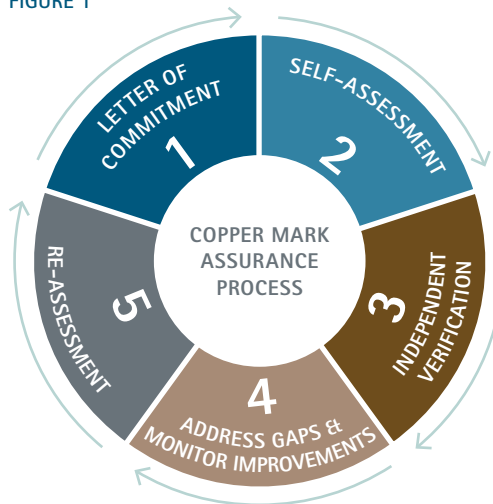 FIGURE 1
LETTER OF
COMMITMENT
1
SELF-ASSESSMENT
2
INDEPENDENT
VERIFICATION
3
4
ADDRESS GAPS &
MONITOR IMPROVEMENTS
RE-ASSESSMENT
5
COPPER MARK
ASSURANCE
PROCESS